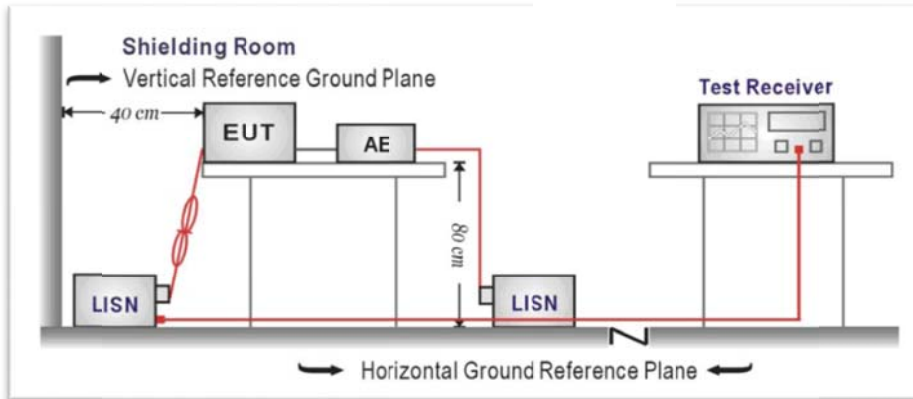 Shielding Room
Vertical Reference Ground Plane
40 cm
EUT
AE
Test Receiver
80 cm
LISN
LISN
Horizontal Ground Reference Plane